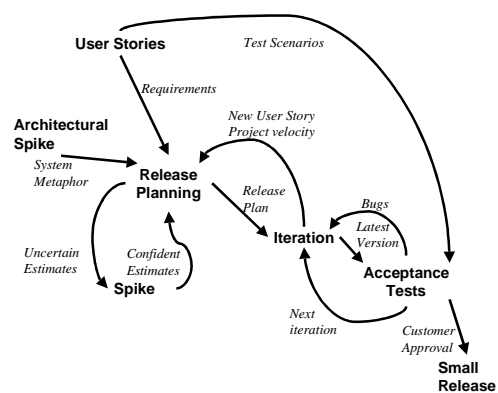 User Stories
Test Scenarios
Requirements
New User Story
Project velocity
Architectural
Spike
System
Metaphor
Release
Planning
Release
Plan
Bugs
Latest
Version
Iteration
Uncertain
Estimates
Confident
Estimates
Spike
Acceptance
Tests
Next
iteration
Customer
Approval
Small
Release